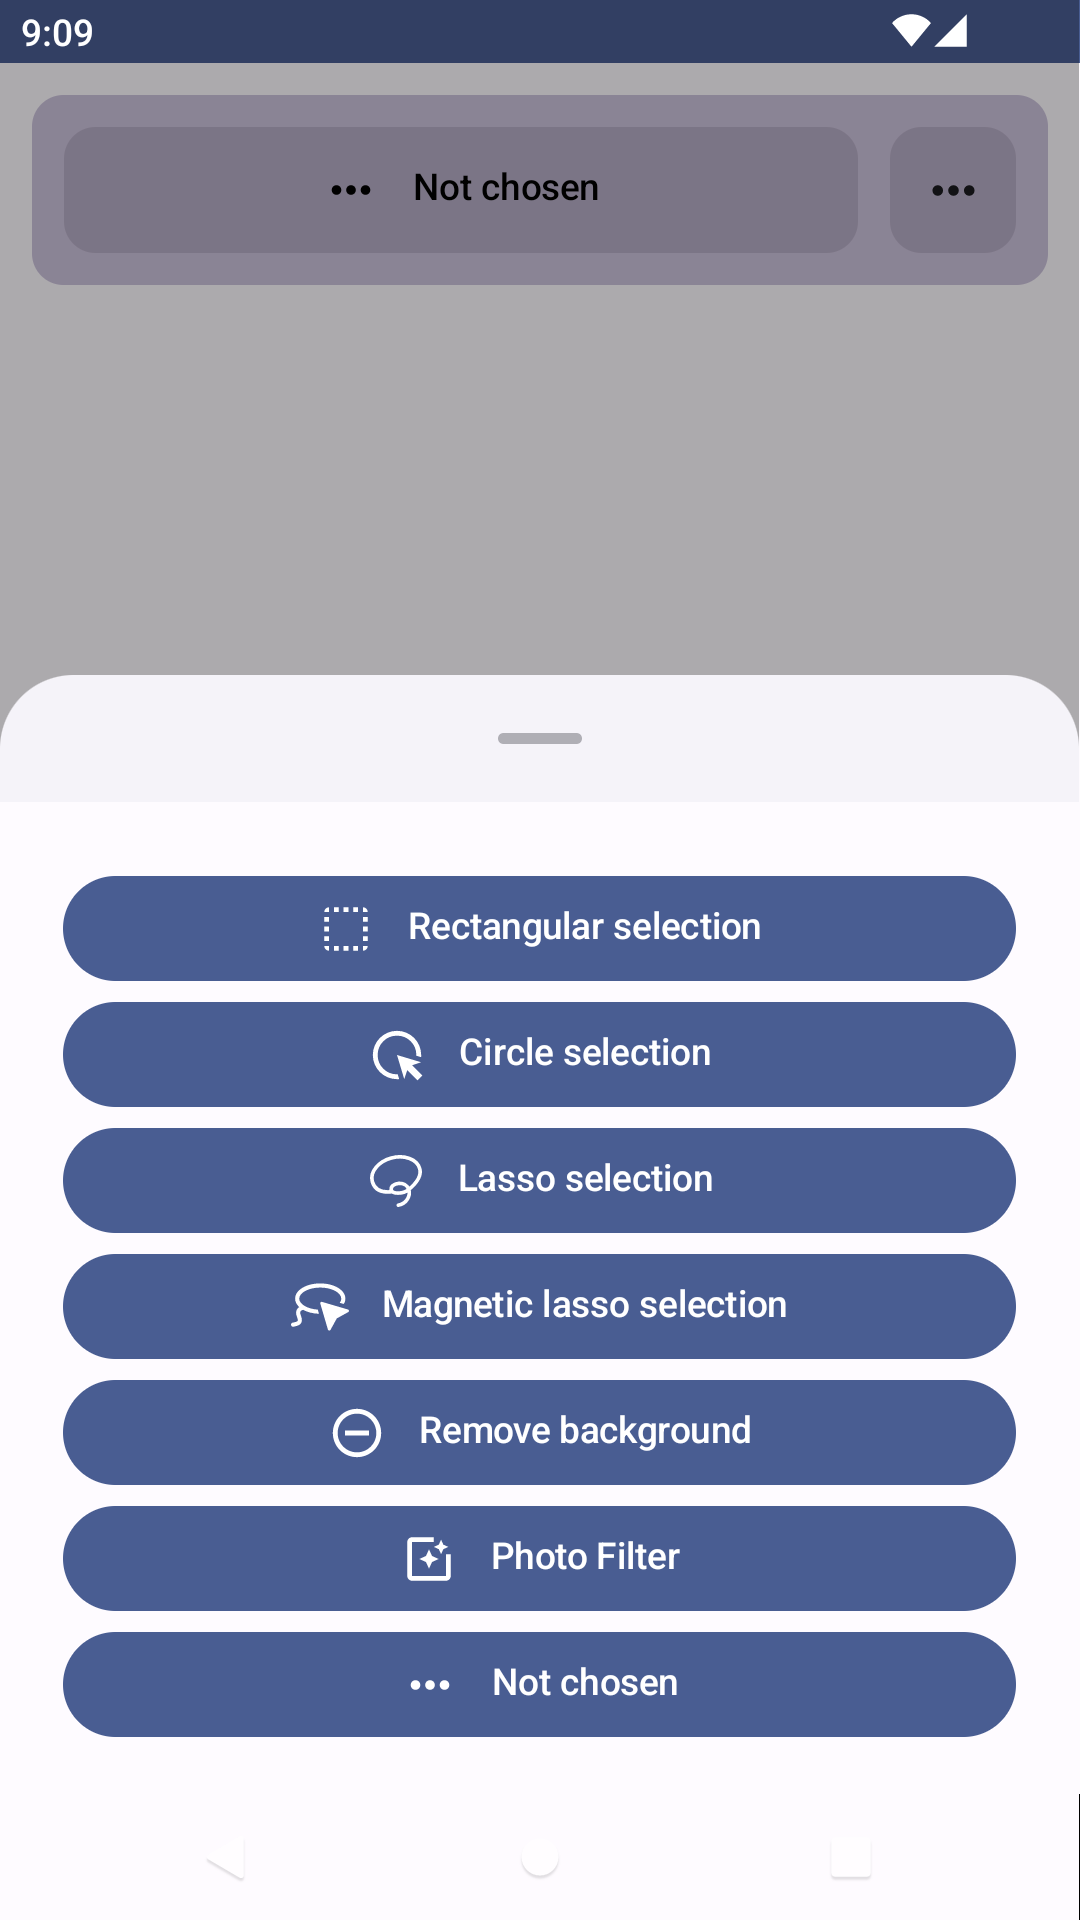 9:09
Not chosen
Rectangular selection
Circle selection
Lasso selection
Magnetic lasso selection
Remove background
Photo Filter
Not chosen